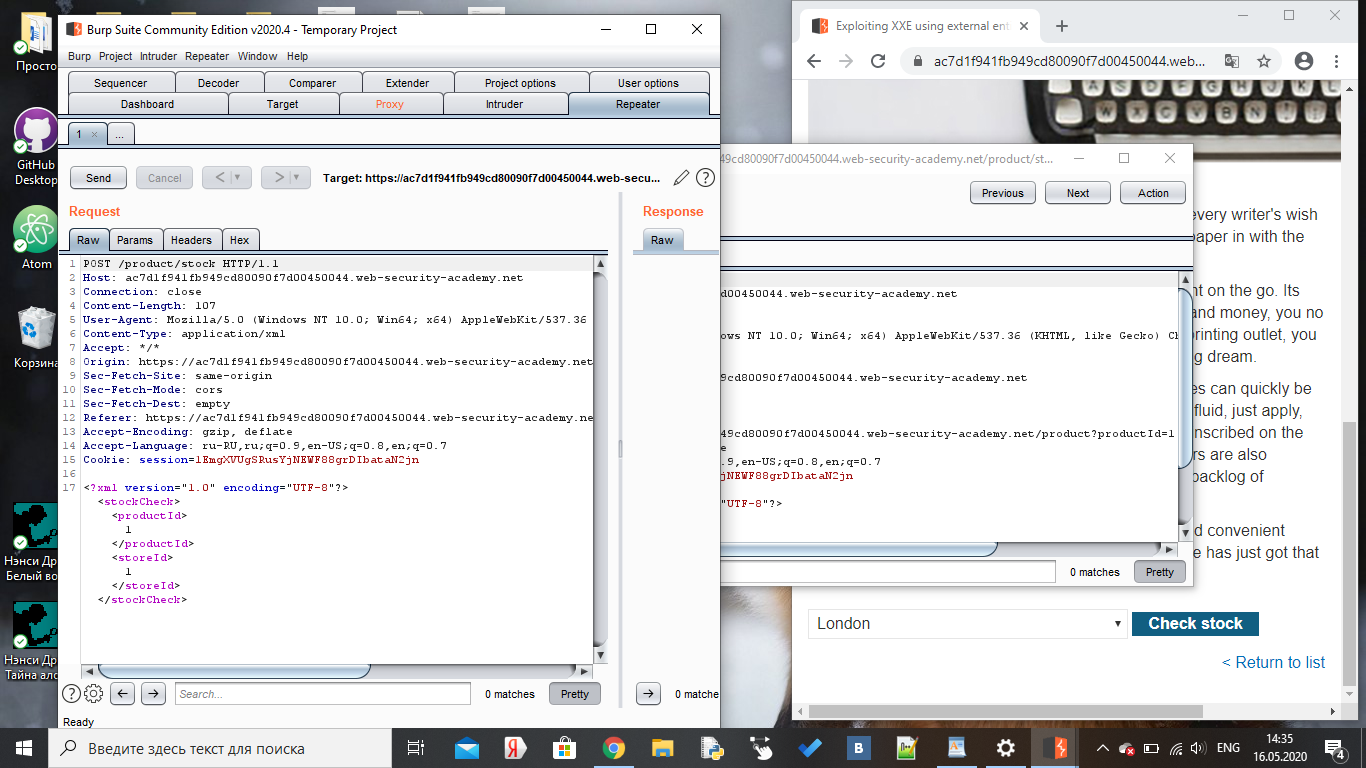 Burp Suite Community Edition v2020.4 - Temporary Project
Burp Project Intruder Repeater Window Help
Sequencer Decoder Comparer Extender Project options User options
Dashboard Target Proxy Intruder Repeater
1 × ...
Send Cancel < > Target: https://ac7d1f941fb949cd80090f7d00450044.web-secu...
Request
Raw Params Headers Hex
1 POST /product/stock HTTP/1.1
2 Host: ac7d1f941fb949cd80090f7d00450044.web-security-academy.net
3 Connection: close
4 Content-Length: 107
5 User-Agent: Mozilla/5.0 (Windows NT 10.0; Win64; x64) AppleWebKit/537.36
6 Content-Type: application/xml
7 Accept: */*
8 Origin: https://ac7d1f941fb949cd80090f7d00450044.web-security-academy.net
9 Sec-Fetch-Site: same-origin
10 Sec-Fetch-Mode: cors
11 Sec-Fetch-Dest: empty
12 Referer: https://ac7d1f941fb949cd80090f7d00450044.web-security-academy.ne
13 Accept-Encoding: gzip, deflate
14 Accept-Language: ru-RU,ru;q=0.9,en-US;q=0.8,en;q=0.7
15 Cookie: session=lEmgXVUgSRusYjNEWF88grDIbataN2jn
16
17 <?xml version="1.0" encoding="UTF-8"?>
<stockCheck>
<productId>
1
</productId>
<storeId>
1
</storeId>
</stockCheck>
? ← → Search... 0 matches Pretty
Ready
Response
Raw
→ 0 matche
49cd80090f7d00450044.web-security-academy.net/product/st...
Previous Next Action
d00450044.web-security-academy.net
ows NT 10.0; Win64; x64) AppleWebKit/537.36 (KHTML, like Gecko) Ch
49cd80090f7d00450044.web-security-academy.net
49cd80090f7d00450044.web-security-academy.net/product?productId=1
e
.9,en-US;q=0.8,en;q=0.7
jNEWF88grDIbataN2jn
"UTF-8"?>
0 matches Pretty
Exploiting XXE using external ent
ac7d1f941fb949cd80090f7d00450044.web...
every writer's wish
paper in with the
nt on the go. Its
and money, you no
printing outlet, you
g dream.
es can quickly be
fluid, just apply,
inscribed on the
rs are also
backlog of
d convenient
e has just got that
London Check stock
< Return to list
Просто
GitHub
Desktop
Atom
Корзина
Нэнси Др
Белый во
Нэнси Др
Тайна ало
Введите здесь текст для поиска
ENG
14:35
16.05.2020
4